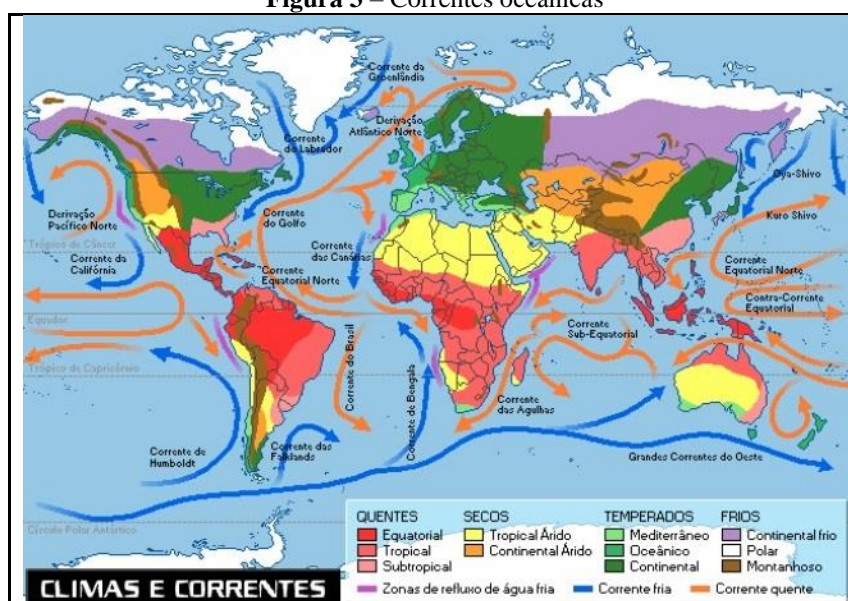 Figura 3 – Correntes oceânicas
Corrente da
Groenlândia
Derivação
Atlântico Norte
Corrente
do Labrador
Oya-Shivo
Derivação
Pacífico Norte
Corrente
do Golfo
Kuro Shivo
Trópico de Câncer
Corrente da
Califórnia
Corrente
das Canárias
Corrente
Equatorial Norte
Corrente
Equatorial Norte
Contra-Corrente
Equatorial
Equador
Corrente
Sub-Equatorial
Corrente do Brasil
Trópico de Capricórnio
Corrente de Bengala
Corrente
das Agulhas
Corrente de
Humboldt
Corrente das
Falklands
Grandes Correntes do Oeste
Círculo Polar Antártico
QUENTES
Equatorial
Tropical
Subtropical
SECOS
Tropical Árido
Continental Árido
TEMPERADOS
Mediterrâneo
Oceânico
Continental
FRIOS
Continental frio
Polar
Montanhoso
Zonas de refluxo de água fria
Corrente fria
Corrente quente
CLIMAS E CORRENTES